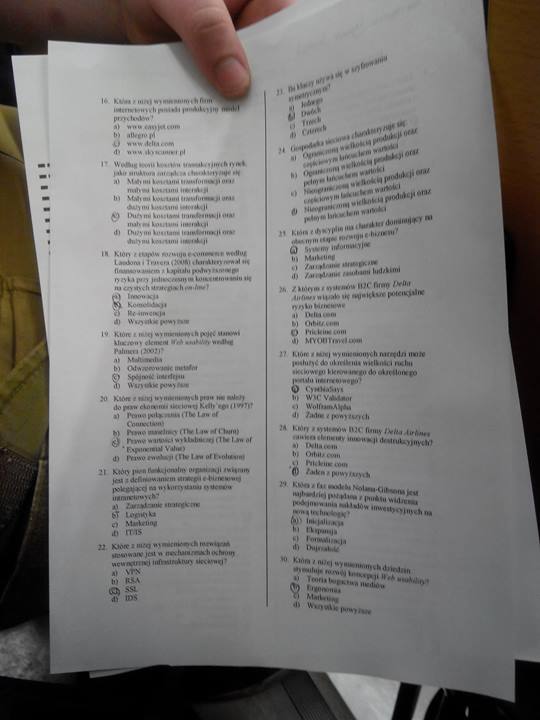 16. Która z niżej wymienionych firm
internetowych posiada produkcyjny model
przychodów?
a) www.easyjet.com
b) allegro.pl
c) www.delta.com
d) www.skyscanner.pl
17. Według teorii kosztów transakcyjnych rynek,
jako struktura zarządcza charakteryzuje się
a) Małymi kosztami transformacji oraz
małymi kosztami interakcji
b) Małymi kosztami transformacji oraz
dużymi kosztami interakcji
c) Dużymi kosztami transformacji oraz
małymi kosztami interakcji
d) Dużymi kosztami transformacji oraz
dużymi kosztami interakcji
18. Który z etapów rozwoju e-commerce według
Laudona i Travera (2008) charakteryzował się
finansowaniem z kapitału podwyższonego
ryzyka przy jednoczesnym koncentrowaniu się
na czystych strategiach on-line?
a) Innowacja
b) Konsolidacja
c) Re-inwencja
d) Wszystkie powyższe
19. Które z niżej wymienionych pojęć stanowi
kluczowy element Web usability według
Palmera (2002)?
a) Multimedia
b) Odwzorowanie metafor
c) Spójność interfejsu
d) Wszystkie powyższe
20. Które z niżej wymienionych praw nie należy
do praw ekonomii sieciowej Kelly'ego (1997)?
a) Prawo połączenia (The Law of
Connection)
b) Prawo maselnicy (The Law of Churn)
c) Prawo wartości wykładniczej (The Law of
Exponential Value)
d) Prawo ewolucji (The Law of Evolution)
21. Który pion funkcjonalny organizacji związany
jest z definiowaniem strategii e-biznesowej
polegającej na wykorzystaniu systemów
intranetowych?
a) Zarządzanie strategiczne
b) Logistyka
c) Marketing
d) IT/IS
22. Które z niżej wymienionych rozwiązań
stosowane jest w mechanizmach ochrony
wewnętrznej infrastruktury sieciowej?
a) VPN
b) RSA
c) SSL
d) IDS
23. Ilu kluczy używa się w szyfrowaniu
symetrycznym?
a) Jednego
b) Dwóch
c) Trzech
d) Czterech
24. Gospodarka sieciowa charakteryzuje się:
a) Ograniczoną wielkością produkcji oraz
częściowym łańcuchem wartości
b) Ograniczoną wielkością produkcji oraz
pełnym łańcuchem wartości
c) Nieograniczoną wielkością produkcji oraz
częściowym łańcuchem wartości
d) Nieograniczoną wielkością produkcji oraz
pełnym łańcuchem wartości
25. Która z dyscyplin ma charakter dominujący na
obecnym etapie rozwoju e-biznesu?
a) Systemy informacyjne
b) Marketing
c) Zarządzanie strategiczne
d) Zarządzanie zasobami ludzkimi
26. Z którym z systemów B2C firmy Delta
Airlines wiązało się największe potencjalne
ryzyko biznesowe
a) Delta.com
b) Orbitz.com
c) Priceline.com
d) MYOBTravel.com
27. Które z niżej wymienionych narzędzi może
posłużyć do określenia wielkości ruchu
sieciowego kierowanego do określonego
portalu internetowego?
a) CynthiaSays
b) W3C Validator
c) WolframAlpha
d) Żadne z powyższych
28. Który z systemów B2C firmy Delta Airlines
zawiera elementy innowacji destrukcyjnych?
a) Delta.com
b) Orbitz.com
c) Priceline.com
d) Żaden z powyższych
29. Która z faz modelu Nolana-Gibsona jest
najbardziej pożądana z punktu widzenia
podejmowania nakładów inwestycyjnych na
nową technologię?
a) Inicjalizacja
b) Ekspansja
c) Formalizacja
d) Dojrzałość
30. Która z niżej wymienionych dziedzin
stymuluje rozwój koncepcji Web usability?
a) Teoria bogactwa mediów
b) Ergonomia
c) Marketing
d) Wszystkie powyższe